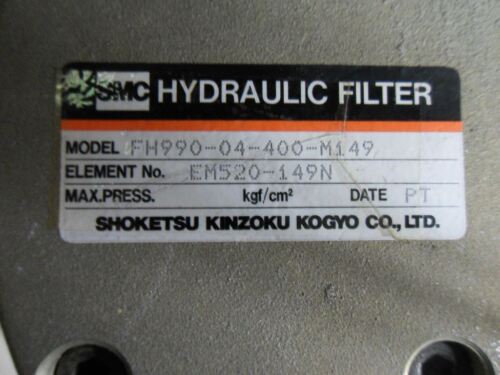 SMC HYDRAULIC FILTER
MODEL FH990-04-400-M149
ELEMENT No. EM520-149N
MAX.PRESS. kgf/cm² DATE PT
SHOKETSU KINZOKU KOGYO CO., LTD.